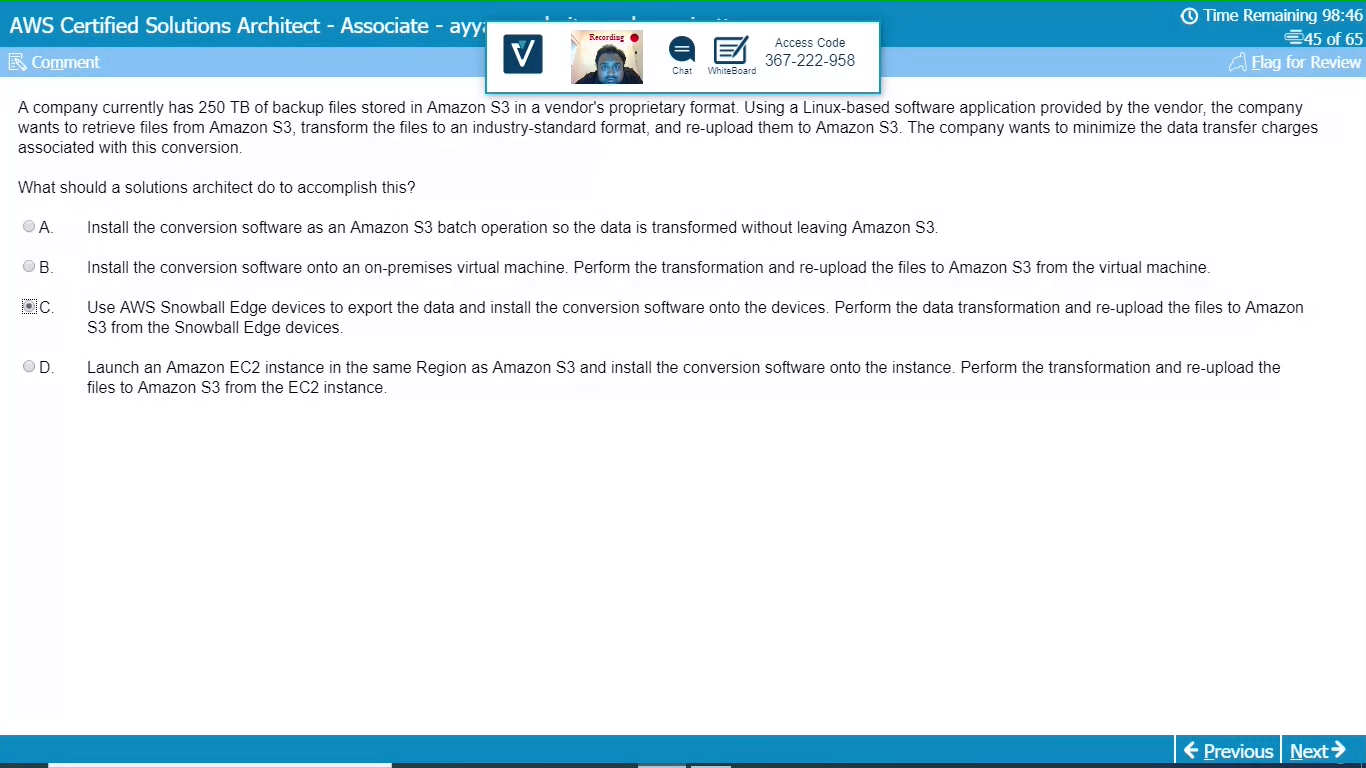 AWS Certified Solutions Architect - Associate - ayya
Time Remaining 98:46
45 of 65
Comment
Flag for Review
Recording
Chat
WhiteBoard
Access Code
367-222-958
A company currently has 250 TB of backup files stored in Amazon S3 in a vendor's proprietary format. Using a Linux-based software application provided by the vendor, the company
wants to retrieve files from Amazon S3, transform the files to an industry-standard format, and re-upload them to Amazon S3. The company wants to minimize the data transfer charges
associated with this conversion.
What should a solutions architect do to accomplish this?
A. Install the conversion software as an Amazon S3 batch operation so the data is transformed without leaving Amazon S3.
B. Install the conversion software onto an on-premises virtual machine. Perform the transformation and re-upload the files to Amazon S3 from the virtual machine.
C. Use AWS Snowball Edge devices to export the data and install the conversion software onto the devices. Perform the data transformation and re-upload the files to Amazon
S3 from the Snowball Edge devices.
D. Launch an Amazon EC2 instance in the same Region as Amazon S3 and install the conversion software onto the instance. Perform the transformation and re-upload the
files to Amazon S3 from the EC2 instance.
Previous
Next